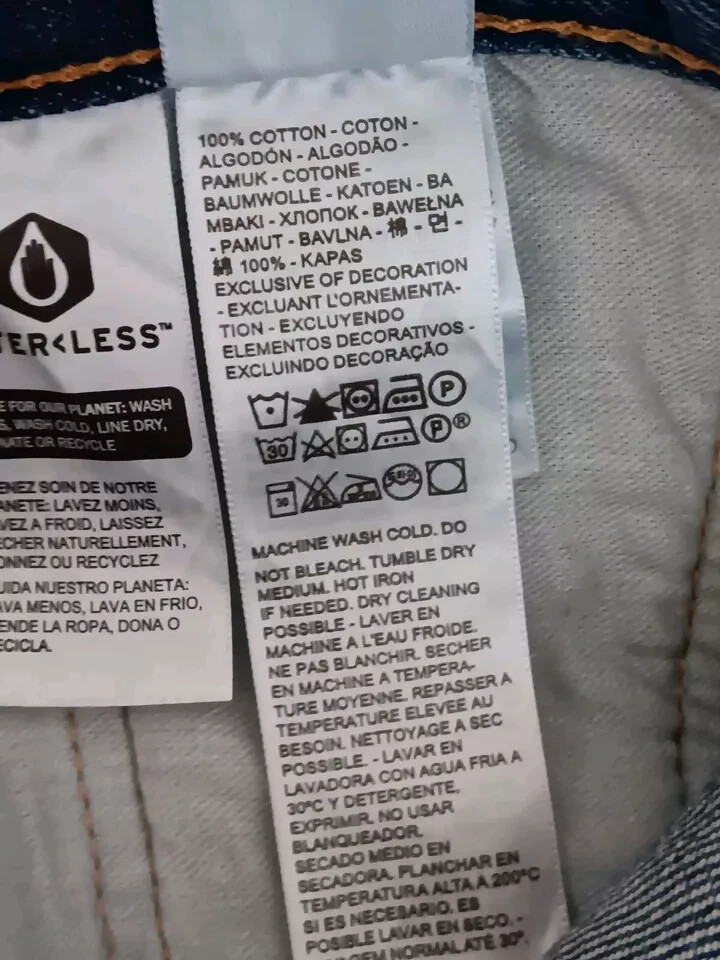 TER<LESS™
E FOR OUR PLANET: WASH
S, WASH COLD, LINE DRY,
NATE OR RECYCLE
ENEZ SOIN DE NOTRE
ANETE: LAVEZ MOINS,
VEZ A FROID, LAISSEZ
ECHER NATURELLEMENT,
ONNEZ OU RECYCLEZ
UIDA NUESTRO PLANETA:
AVA MENOS, LAVA EN FRIO,
ENDE LA ROPA, DONA O
ECICLA.
100% COTTON - COTON -
ALGODÓN - ALGODÃO -
PAMUK - COTONE -
BAUMWOLLE - KATOEN - BA
MBAKI - ХЛОПОК - BAWEŁNA
- PAMUT - BAVLNA - 棉 - 면 -
綿 100% - KAPAS
EXCLUSIVE OF DECORATION
- EXCLUANT L'ORNEMENTA-
TION - EXCLUYENDO
ELEMENTOS DECORATIVOS -
EXCLUINDO DECORAÇÃO
P
30 P®
30
MACHINE WASH COLD. DO
NOT BLEACH. TUMBLE DRY
MEDIUM. HOT IRON
IF NEEDED. DRY CLEANING
POSSIBLE - LAVER EN
MACHINE A L'EAU FROIDE.
NE PAS BLANCHIR. SECHER
EN MACHINE A TEMPERA-
TURE MOYENNE. REPASSER A
TEMPERATURE ELEVEE AU
BESOIN. NETTOYAGE A SEC
POSSIBLE. - LAVAR EN
LAVADORA CON AGUA FRIA A
30°C Y DETERGENTE,
EXPRIMIR. NO USAR
BLANQUEADOR.
SECADO MEDIO EN
SECADORA. PLANCHAR EN
TEMPERATURA ALTA A 200°C
SI ES NECESARIO. ES
POSIBLE LAVAR EN SECO. -
GEM NORMAL ATÉ 30°.